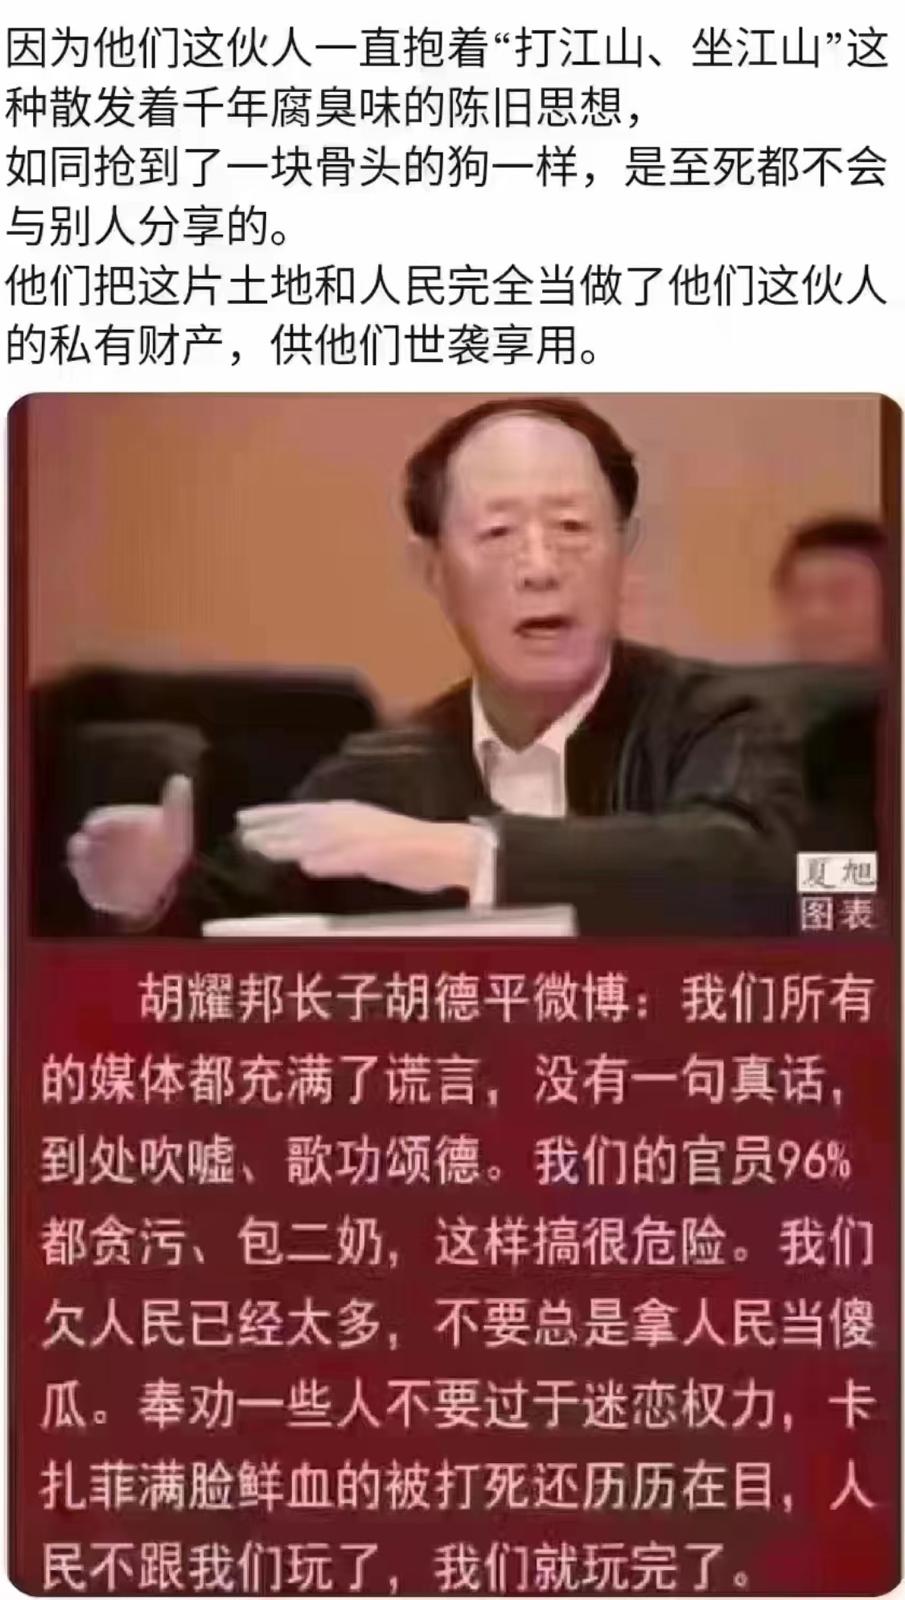 因为他们这伙人一直抱着“打江山、坐江山”这
种散发着千年腐臭味的陈旧思想，
如同抢到了一块骨头的狗一样，是至死都不会
与别人分享的。
他们把这片土地和人民完全当做了他们这伙人
的私有财产，供他们世袭享用。
夏旭
图表
胡耀邦长子胡德平微博：我们所有
的媒体都充满了谎言，没有一句真话，
到处吹嘘、歌功颂德。我们的官员96%
都贪污、包二奶，这样搞很危险。我们
欠人民已经太多，不要总是拿人民当傻
瓜。奉劝一些人不要过于迷恋权力，卡
扎菲满脸鲜血的被打死还历历在目，人
民不跟我们玩了，我们就玩完了。